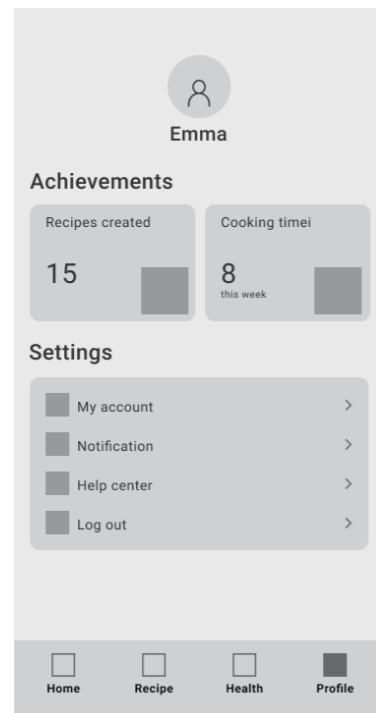 Emma
Achievements
Recipes created
Cooking timei
15
8
this week
Settings
My account
Notification
Help center
Log out
Home
Recipe
Health
Profile